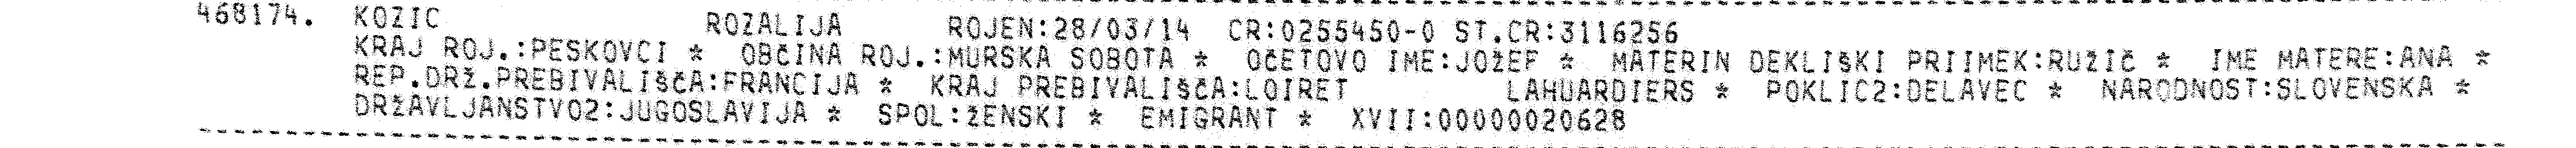 468174. KOZIC ROZALIJA ROJEN:28/03/14 CR:0255450-0 ST.CR:3116256
KRAJ ROJ.:PESKOVCI * OBČINA ROJ.:MURSKA SOBOTA * OČETOVO IME:JOŽEF * MATERIN DEKLIŠKI PRIIMEK:RUŽIČ * IME MATERE:ANA *
REP.DRŽ.PREBIVALIŠČA:FRANCIJA * KRAJ PREBIVALIŠČA:LOIRET LAHUARDIERS * POKLIC2:DELAVEC * NARODNOST:SLOVENSKA *
DRŽAVLJANSTVO2:JUGOSLAVIJA * SPOL:ŽENSKI * EMIGRANT * XVII:00000020628